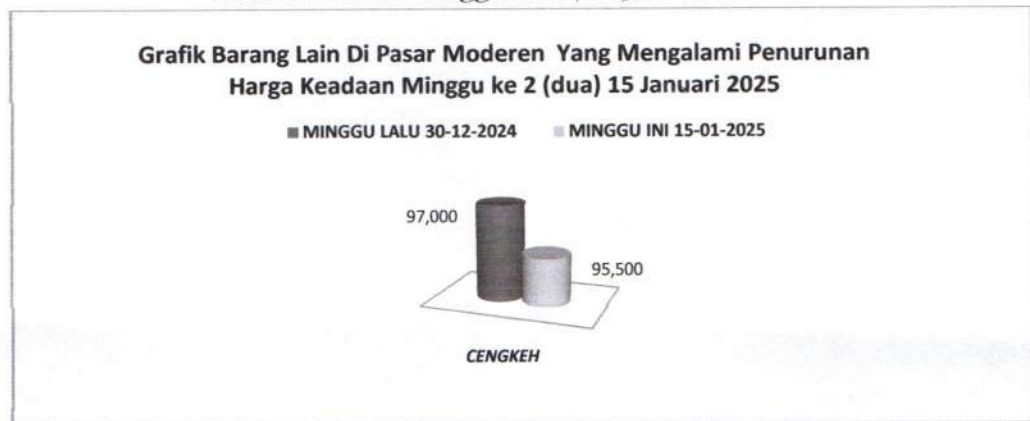 Grafik Barang Lain Di Pasar Moderen Yang Mengalami Penurunan
Harga Keadaan Minggu ke 2 (dua) 15 Januari 2025
MINGGU LALU 30-12-2024 MINGGU INI 15-01-2025
97,000
95,500
CENGKEH